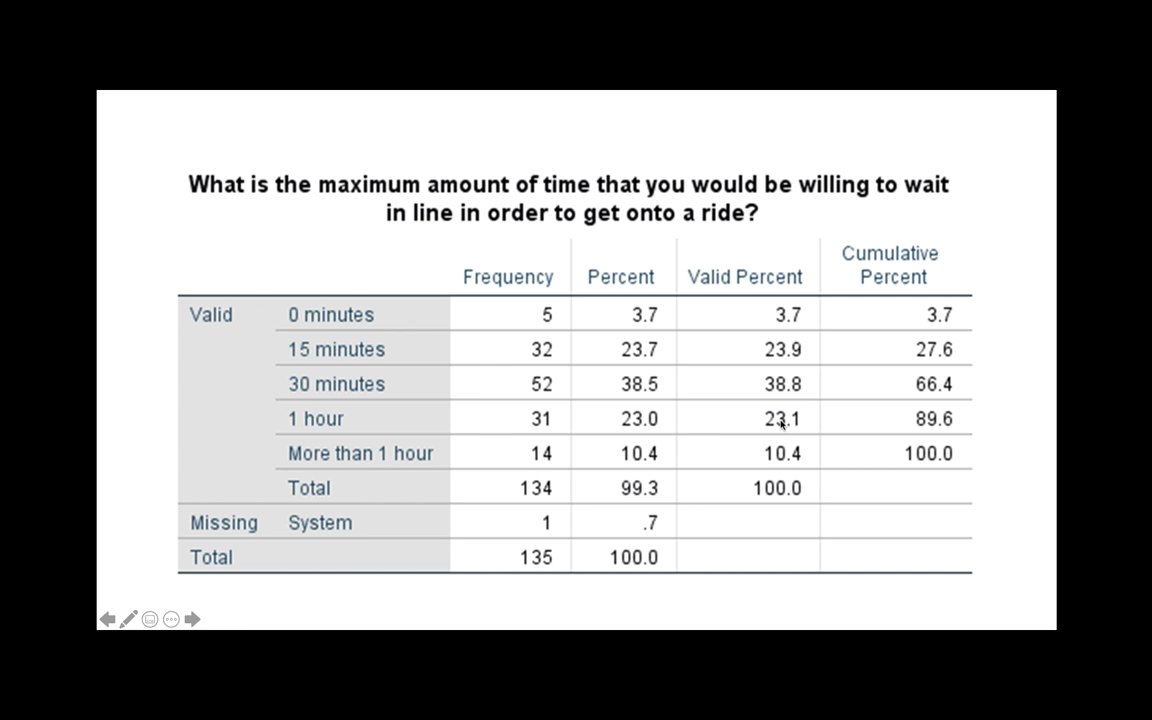 What is the maximum amount of time that you would be willing to wait
in line in order to get onto a ride?
Frequency Percent Valid Percent Cumulative Percent
Valid 0 minutes 5 3.7 3.7 3.7
15 minutes 32 23.7 23.9 27.6
30 minutes 52 38.5 38.8 66.4
1 hour 31 23.0 23.1 89.6
More than 1 hour 14 10.4 10.4 100.0
Total 134 99.3 100.0
Missing System 1 .7
Total 135 100.0